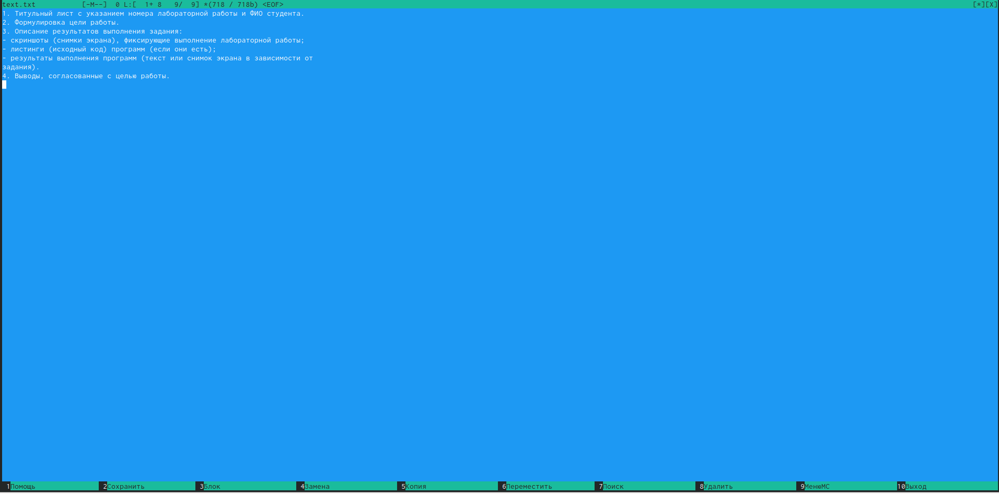 text.txt [-M--] 0 L:[ 1+ 8 9/ 9] *(718 / 718b) <EOF> [*][X]
1. Титульный лист с указанием номера лабораторной работы и ФИО студента.
2. Формулировка цели работы.
3. Описание результатов выполнения задания:
- скриншоты (снимки экрана), фиксирующие выполнение лабораторной работы;
- листинги (исходный код) программ (если они есть);
- результаты выполнения программ (текст или снимок экрана в зависимости от
задания).
4. Выводы, согласованные с целью работы.
1Помощь 2Сохранить 3Блок 4Замена 5Копия 6Переместить 7Поиск 8Удалить 9МенюМС 10Выход